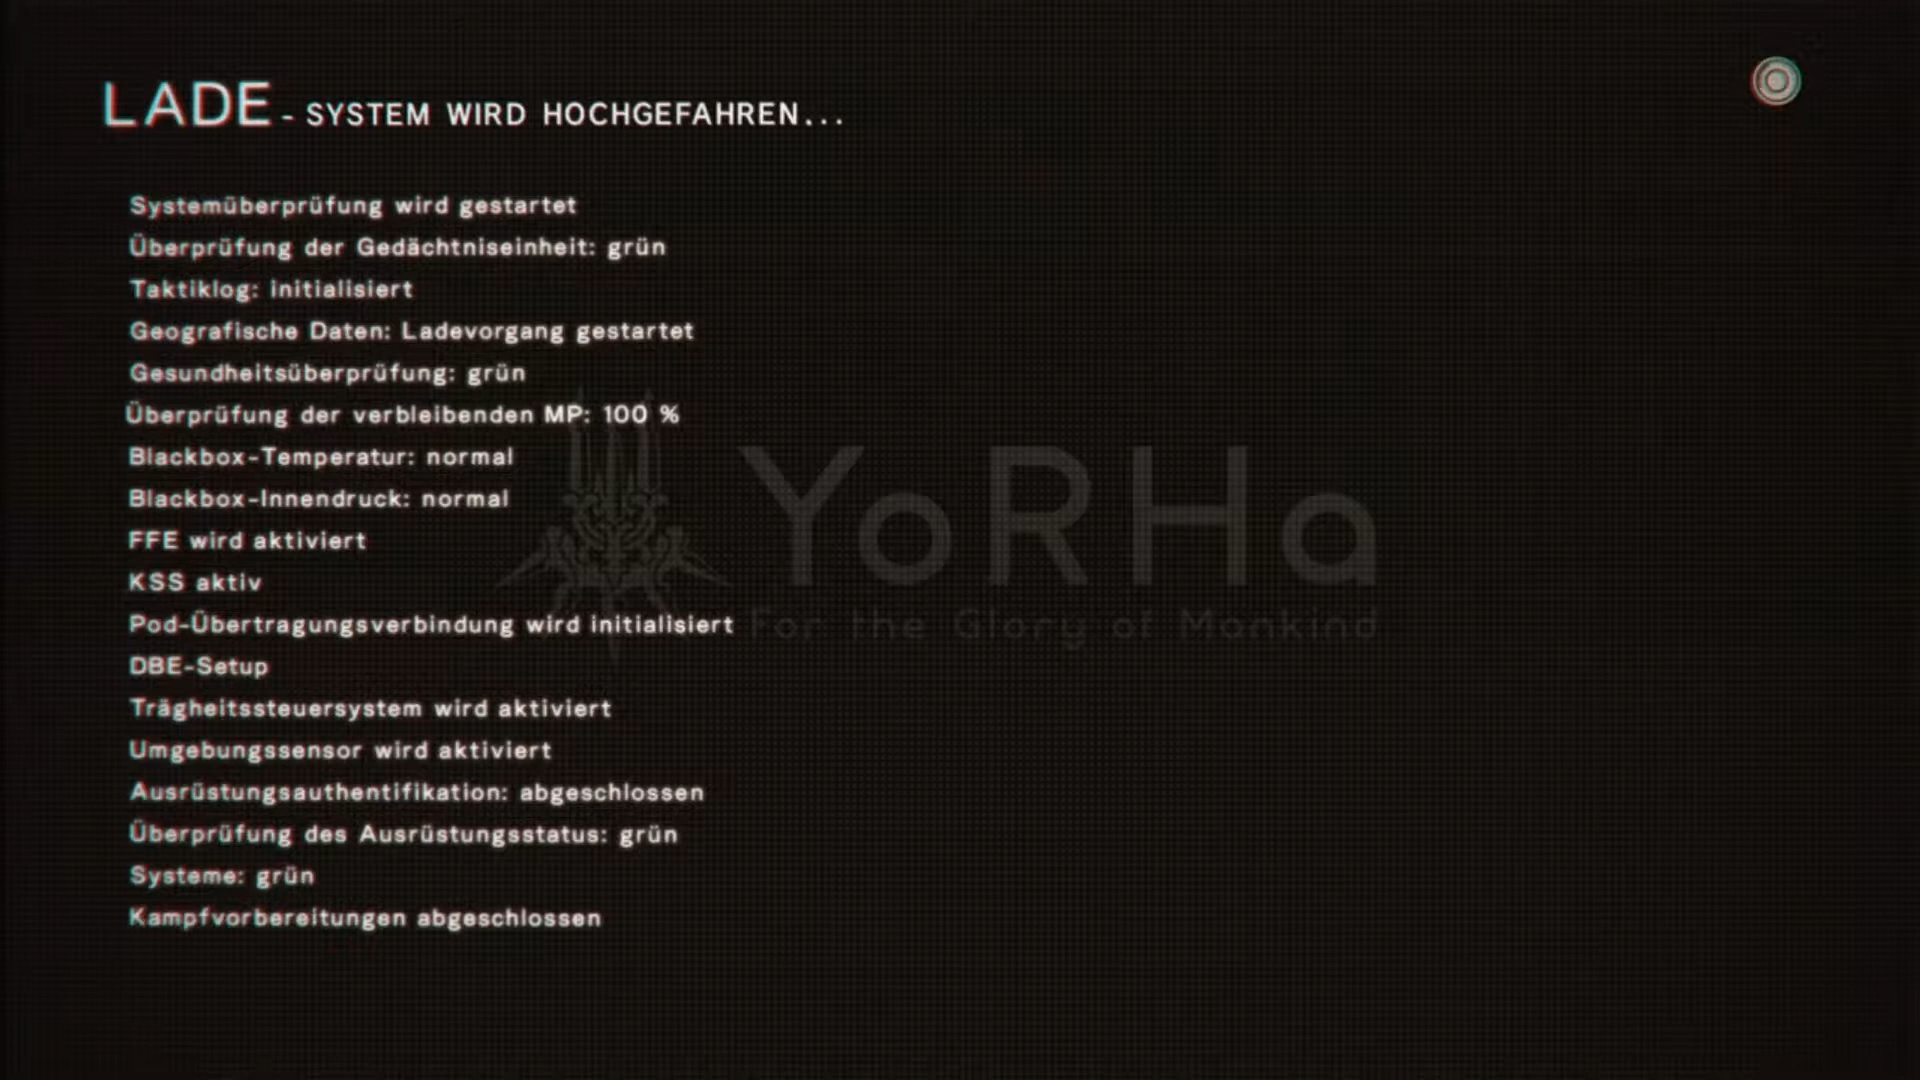 LADE - SYSTEM WIRD HOCHGEFAHREN...
Systemüberprüfung wird gestartet
Überprüfung der Gedächtniseinheit: grün
Taktiklog: initialisiert
Geografische Daten: Ladevorgang gestartet
Gesundheitsüberprüfung: grün
Überprüfung der verbleibenden MP: 100 %
Blackbox-Temperatur: normal
Blackbox-Innendruck: normal
FFE wird aktiviert
KSS aktiv
Pod-Übertragungsverbindung wird initialisiert
DBE-Setup
Trägheitssteuersystem wird aktiviert
Umgebungssensor wird aktiviert
Ausrüstungsauthentifikation: abgeschlossen
Überprüfung des Ausrüstungsstatus: grün
Systeme: grün
Kampfvorbereitungen abgeschlossen
YoRHa
For the Glory of Mankind